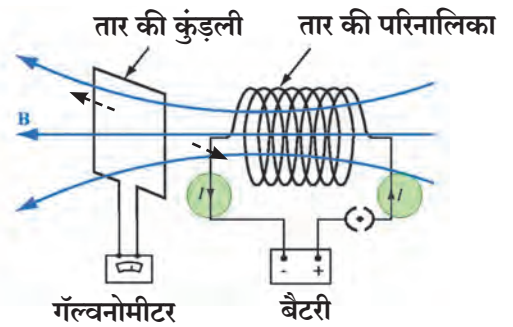 तार की कुंड़ली
तार की परिनालिका
B
I
I
- +
गॅल्वनोमीटर
बैटरी